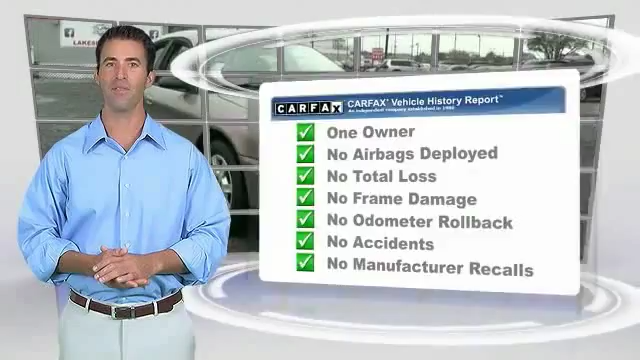 LAKES
CARFAX CARFAX® Vehicle History Report™
An independent company established in 1986
One Owner
No Airbags Deployed
No Total Loss
No Frame Damage
No Odometer Rollback
No Accidents
No Manufacturer Recalls